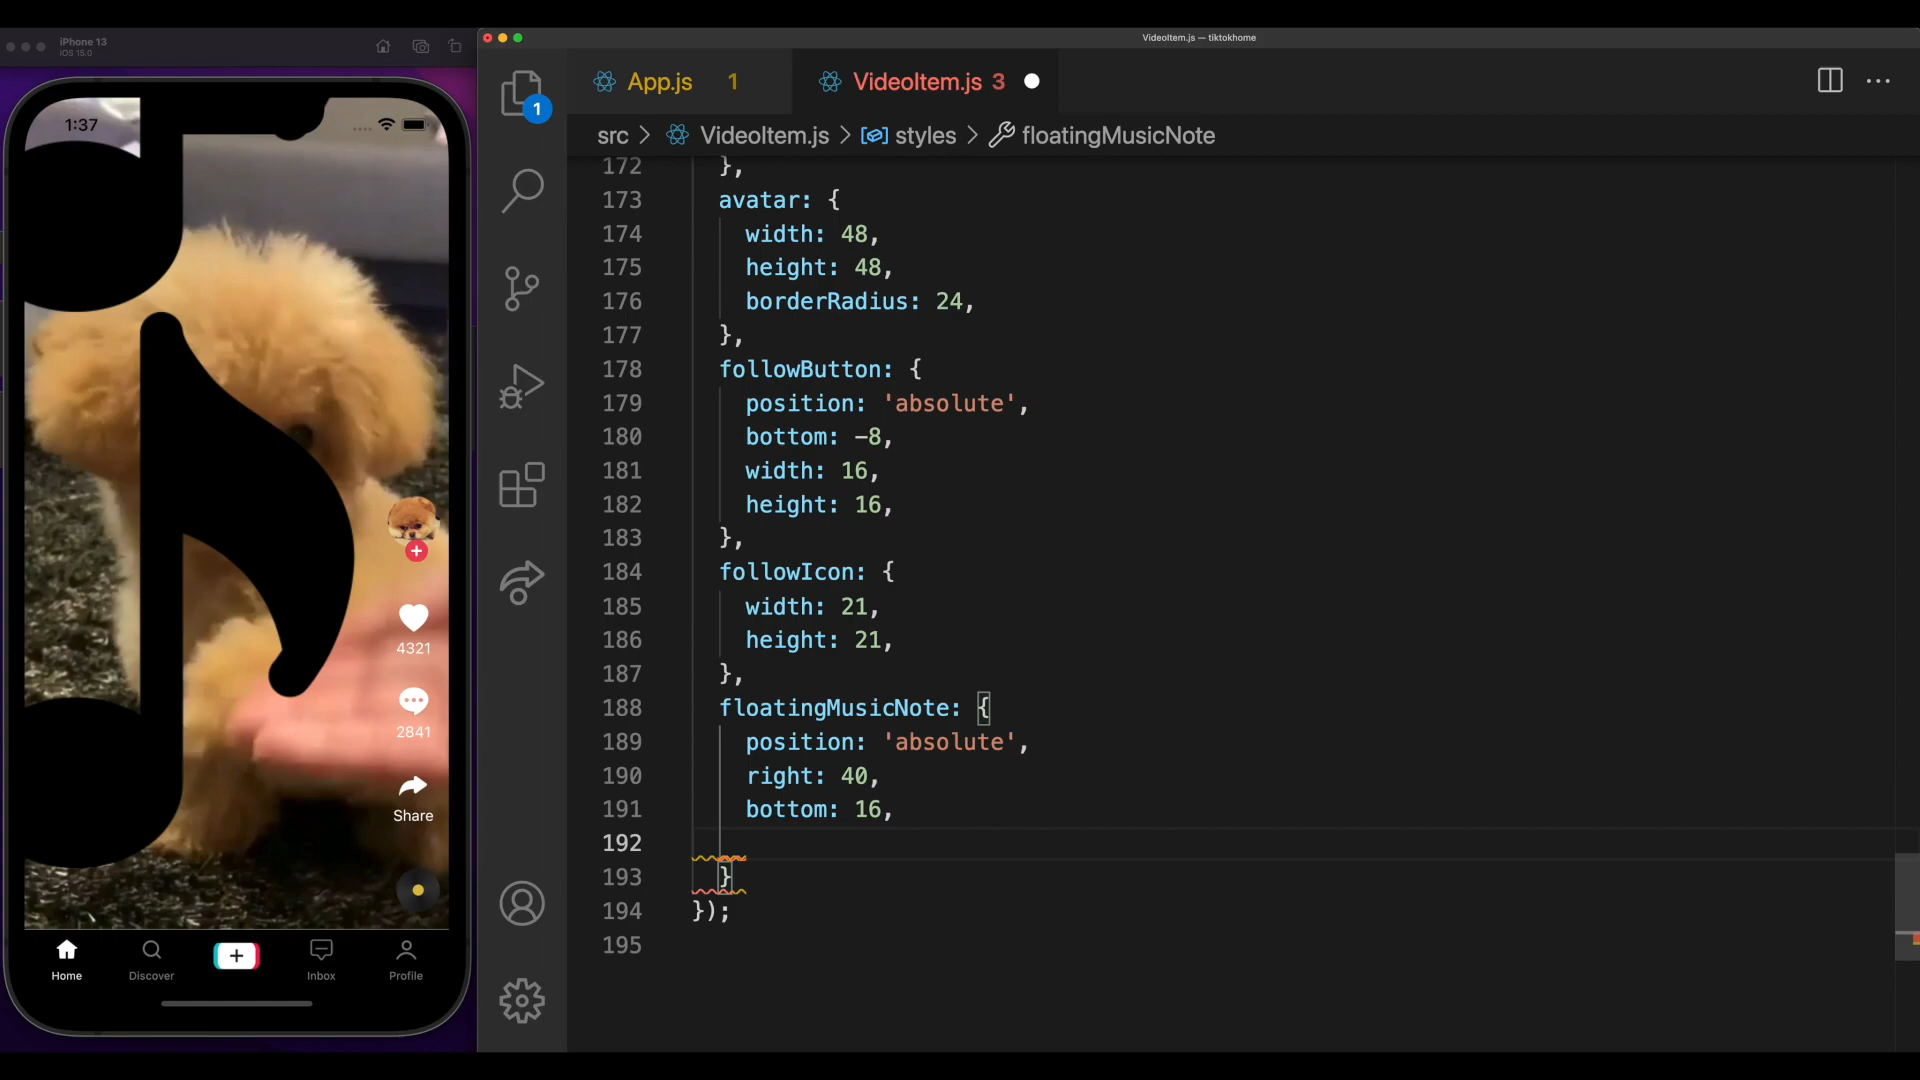 iPhone 13
iOS 15.0
1:37
4321
2841
Share
Home
Discover
Inbox
Profile
VideoItem.js — tiktokhome
1
App.js 1
VideoItem.js 3
src > VideoItem.js > styles > floatingMusicNote
172 },
173 avatar: {
174 width: 48,
175 height: 48,
176 borderRadius: 24,
177 },
178 followButton: {
179 position: 'absolute',
180 bottom: -8,
181 width: 16,
182 height: 16,
183 },
184 followIcon: {
185 width: 21,
186 height: 21,
187 },
188 floatingMusicNote: {
189 position: 'absolute',
190 right: 40,
191 bottom: 16,
192
193 }
194 });
195